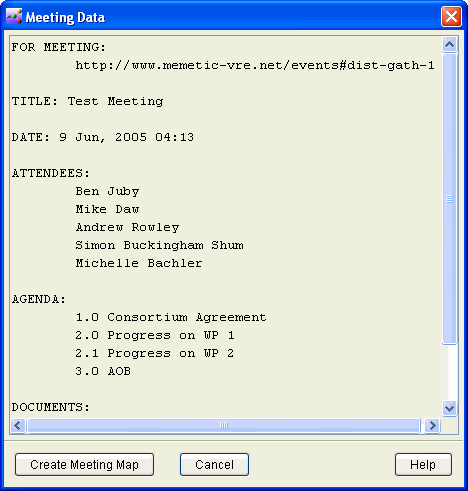 Meeting Data
FOR MEETING:
http://www.memetic-vre.net/events#dist-gath-1
TITLE: Test Meeting
DATE: 9 Jun, 2005 04:13
ATTENDEES:
Ben Juby
Mike Daw
Andrew Rowley
Simon Buckingham Shum
Michelle Bachler
AGENDA:
1.0 Consortium Agreement
2.0 Progress on WP 1
2.1 Progress on WP 2
3.0 AOB
DOCUMENTS:
Create Meeting Map Cancel Help